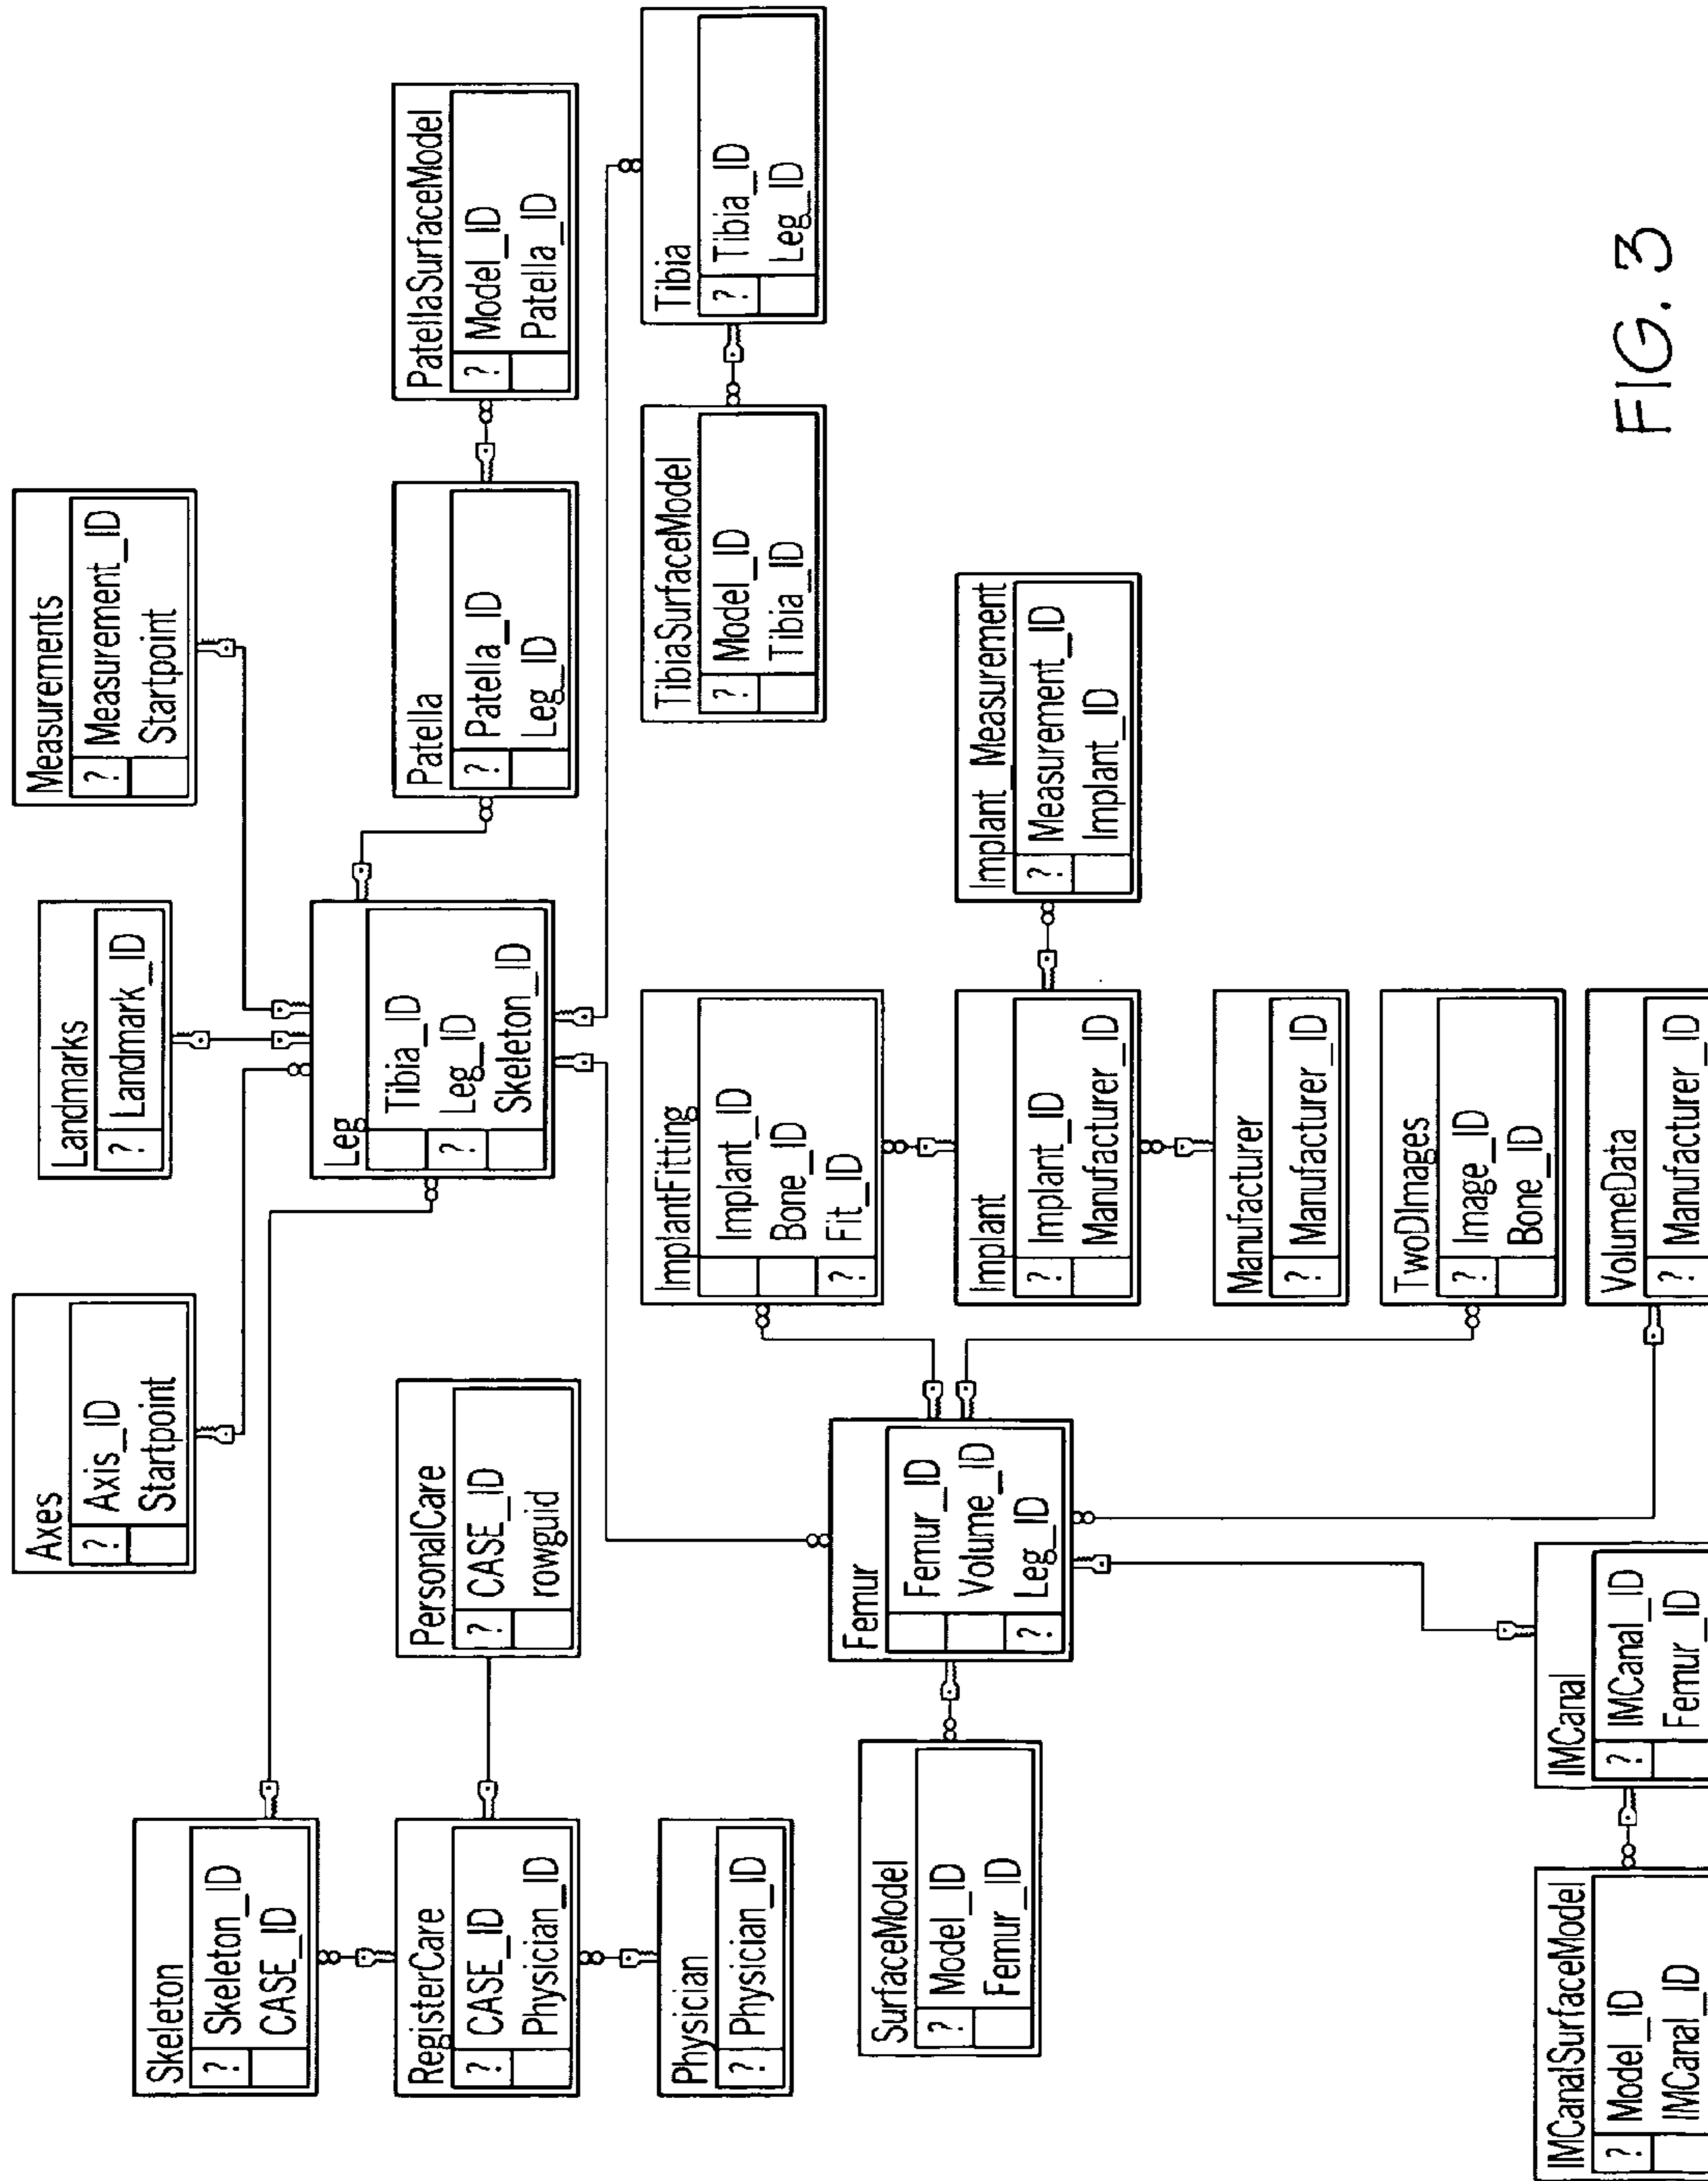 Skeleton
? Skeleton_ID
CASE_ID
RegisterCare
? CASE_ID
Physician_ID
Physician
? Physician_ID
Axes
? Axis_ID
Startpoint
PersonalCare
? CASE_ID
rowguid
Landmarks
? Landmark_ID
Measurements
? Measurement_ID
Startpoint
Leg
Tibia_ID
? Leg_ID
Skeleton_ID
Patella
? Patella_ID
Leg_ID
PatellaSurfaceModel
? Model_ID
Patella_ID
TibiaSurfaceModel
? Model_ID
Tibia_ID
Tibia
? Tibia_ID
Leg_ID
SurfaceModel
? Model_ID
Femur_ID
Femur
Femur_ID
Volume_ID
? Leg_ID
ImplantFitting
Implant_ID
Bone_ID
? Fit_ID
Implant
? Implant_ID
Manufacturer_ID
Implant_Measurement
? Measurement_ID
Implant_ID
Manufacturer
? Manufacturer_ID
TwoDImages
? Image_ID
Bone_ID
VolumeData
? Manufacturer_ID
IMCanalSurfaceModel
? Model_ID
IMCanal_ID
IMCanal
? IMCanal_ID
Femur_ID
FIG. 3